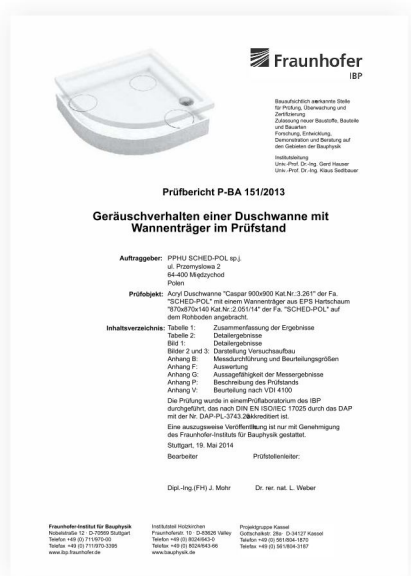 Fraunhofer
IBP
Bauaufsichtlich anerkannte Stelle
für Prüfung, Überwachung und
Zertifizierung
Zulassung neuer Baustoffe, Bauteile
und Bauarten
Forschung, Entwicklung,
Demonstration und Beratung auf
den Gebieten der Bauphysik
Institutsleitung
Univ.-Prof. Dr.-Ing. Gerd Hauser
Univ.-Prof. Dr.-Ing. Klaus Sedlbauer
Prüfbericht P-BA 151/2013
Geräuschverhalten einer Duschwanne mit
Wannenträger im Prüfstand
Auftraggeber: PPHU SCHED-POL sp.j.
ul. Przemysłowa 2
64-400 Międzychod
Polen
Prüfobjekt: Acryl Duschwanne "Caspar 900x900 Kat.Nr.:3.261" der Fa.
"SCHED-POL" mit einem Wannenträger aus EPS Hartschaum
"870x870x140 Kat.Nr.:2.051/14" der Fa. "SCHED-POL" auf
dem Rohboden angebracht.
Inhaltsverzeichnis: Tabelle 1: Zusammenfassung der Ergebnisse
Tabelle 2: Detailergebnisse
Bild 1: Detailergebnisse
Bilder 2 und 3: Darstellung Versuchsaufbau
Anhang B: Messdurchführung und Beurteilungsgrößen
Anhang F: Auswertung
Anhang G: Aussagefähigkeit der Messergebnisse
Anhang P: Beschreibung des Prüfstands
Anhang V: Beurteilung nach VDI 4100
Die Prüfung wurde in einem Prüflaboratorium des IBP
durchgeführt, das nach DIN EN ISO/IEC 17025 durch das DAP
mit der Nr. DAP-PL-3743.26 akkreditiert ist.
Eine auszugsweise Veröffentlichung ist nur mit Genehmigung
des Fraunhofer-Instituts für Bauphysik gestattet.
Stuttgart, 19. Mai 2014
Bearbeiter Prüfstellenleiter:
Dipl.-Ing.(FH) J. Mohr Dr. rer. nat. L. Weber
Fraunhofer-Institut für Bauphysik
Nobelstraße 12 · D-70569 Stuttgart
Telefon +49 (0) 711/970-00
Telefax +49 (0) 711/970-3395
www.ibp.fraunhofer.de
Institutsteil Holzkirchen
Fraunhoferstr. 10 · D-83626 Valley
Telefon +49 (0) 8024/643-0
Telefax +49 (0) 8024/643-66
www.bauphysik.de
Projektgruppe Kassel
Gottschalkstr. 28a · D-34127 Kassel
Telefon +49 (0) 561/804-1870
Telefax +49 (0) 561/804-3187